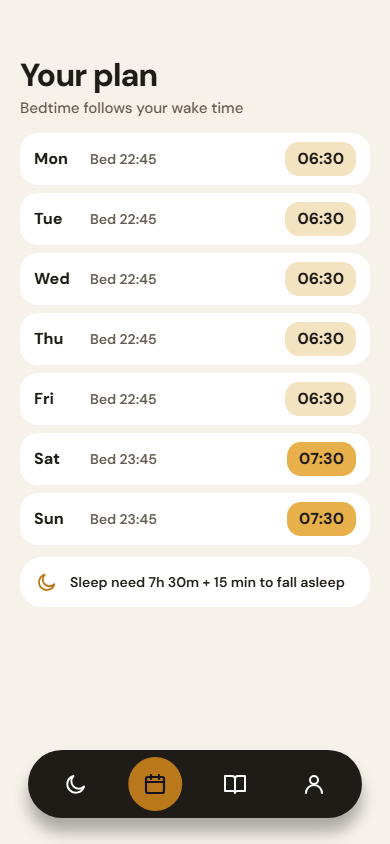 Your plan
Bedtime follows your wake time
Mon Bed 22:45 06:30
Tue Bed 22:45 06:30
Wed Bed 22:45 06:30
Thu Bed 22:45 06:30
Fri Bed 22:45 06:30
Sat Bed 23:45 07:30
Sun Bed 23:45 07:30
Sleep need 7h 30m + 15 min to fall asleep